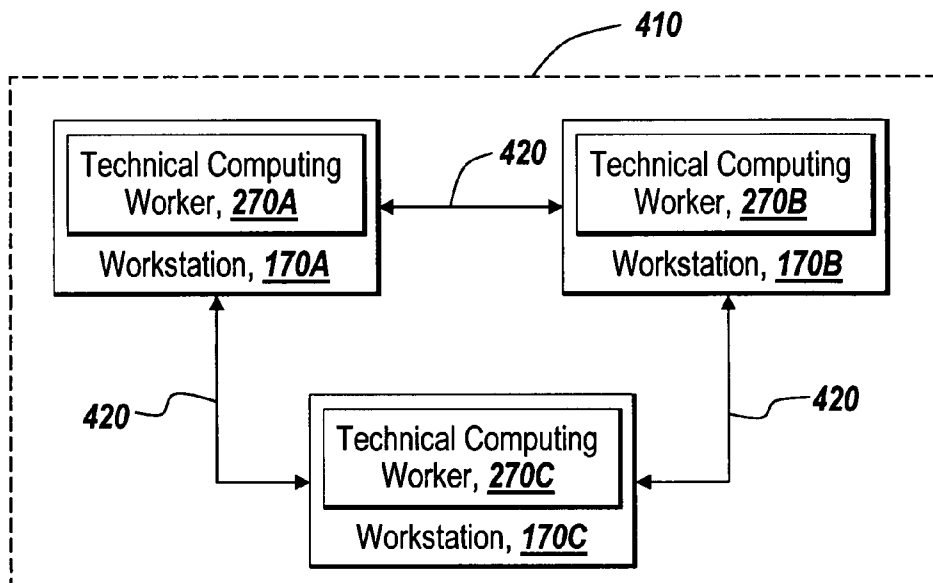 410
Technical Computing
Worker, 270A
Workstation, 170A
420
Technical Computing
Worker, 270B
Workstation, 170B
420
Technical Computing
Worker, 270C
Workstation, 170C
420